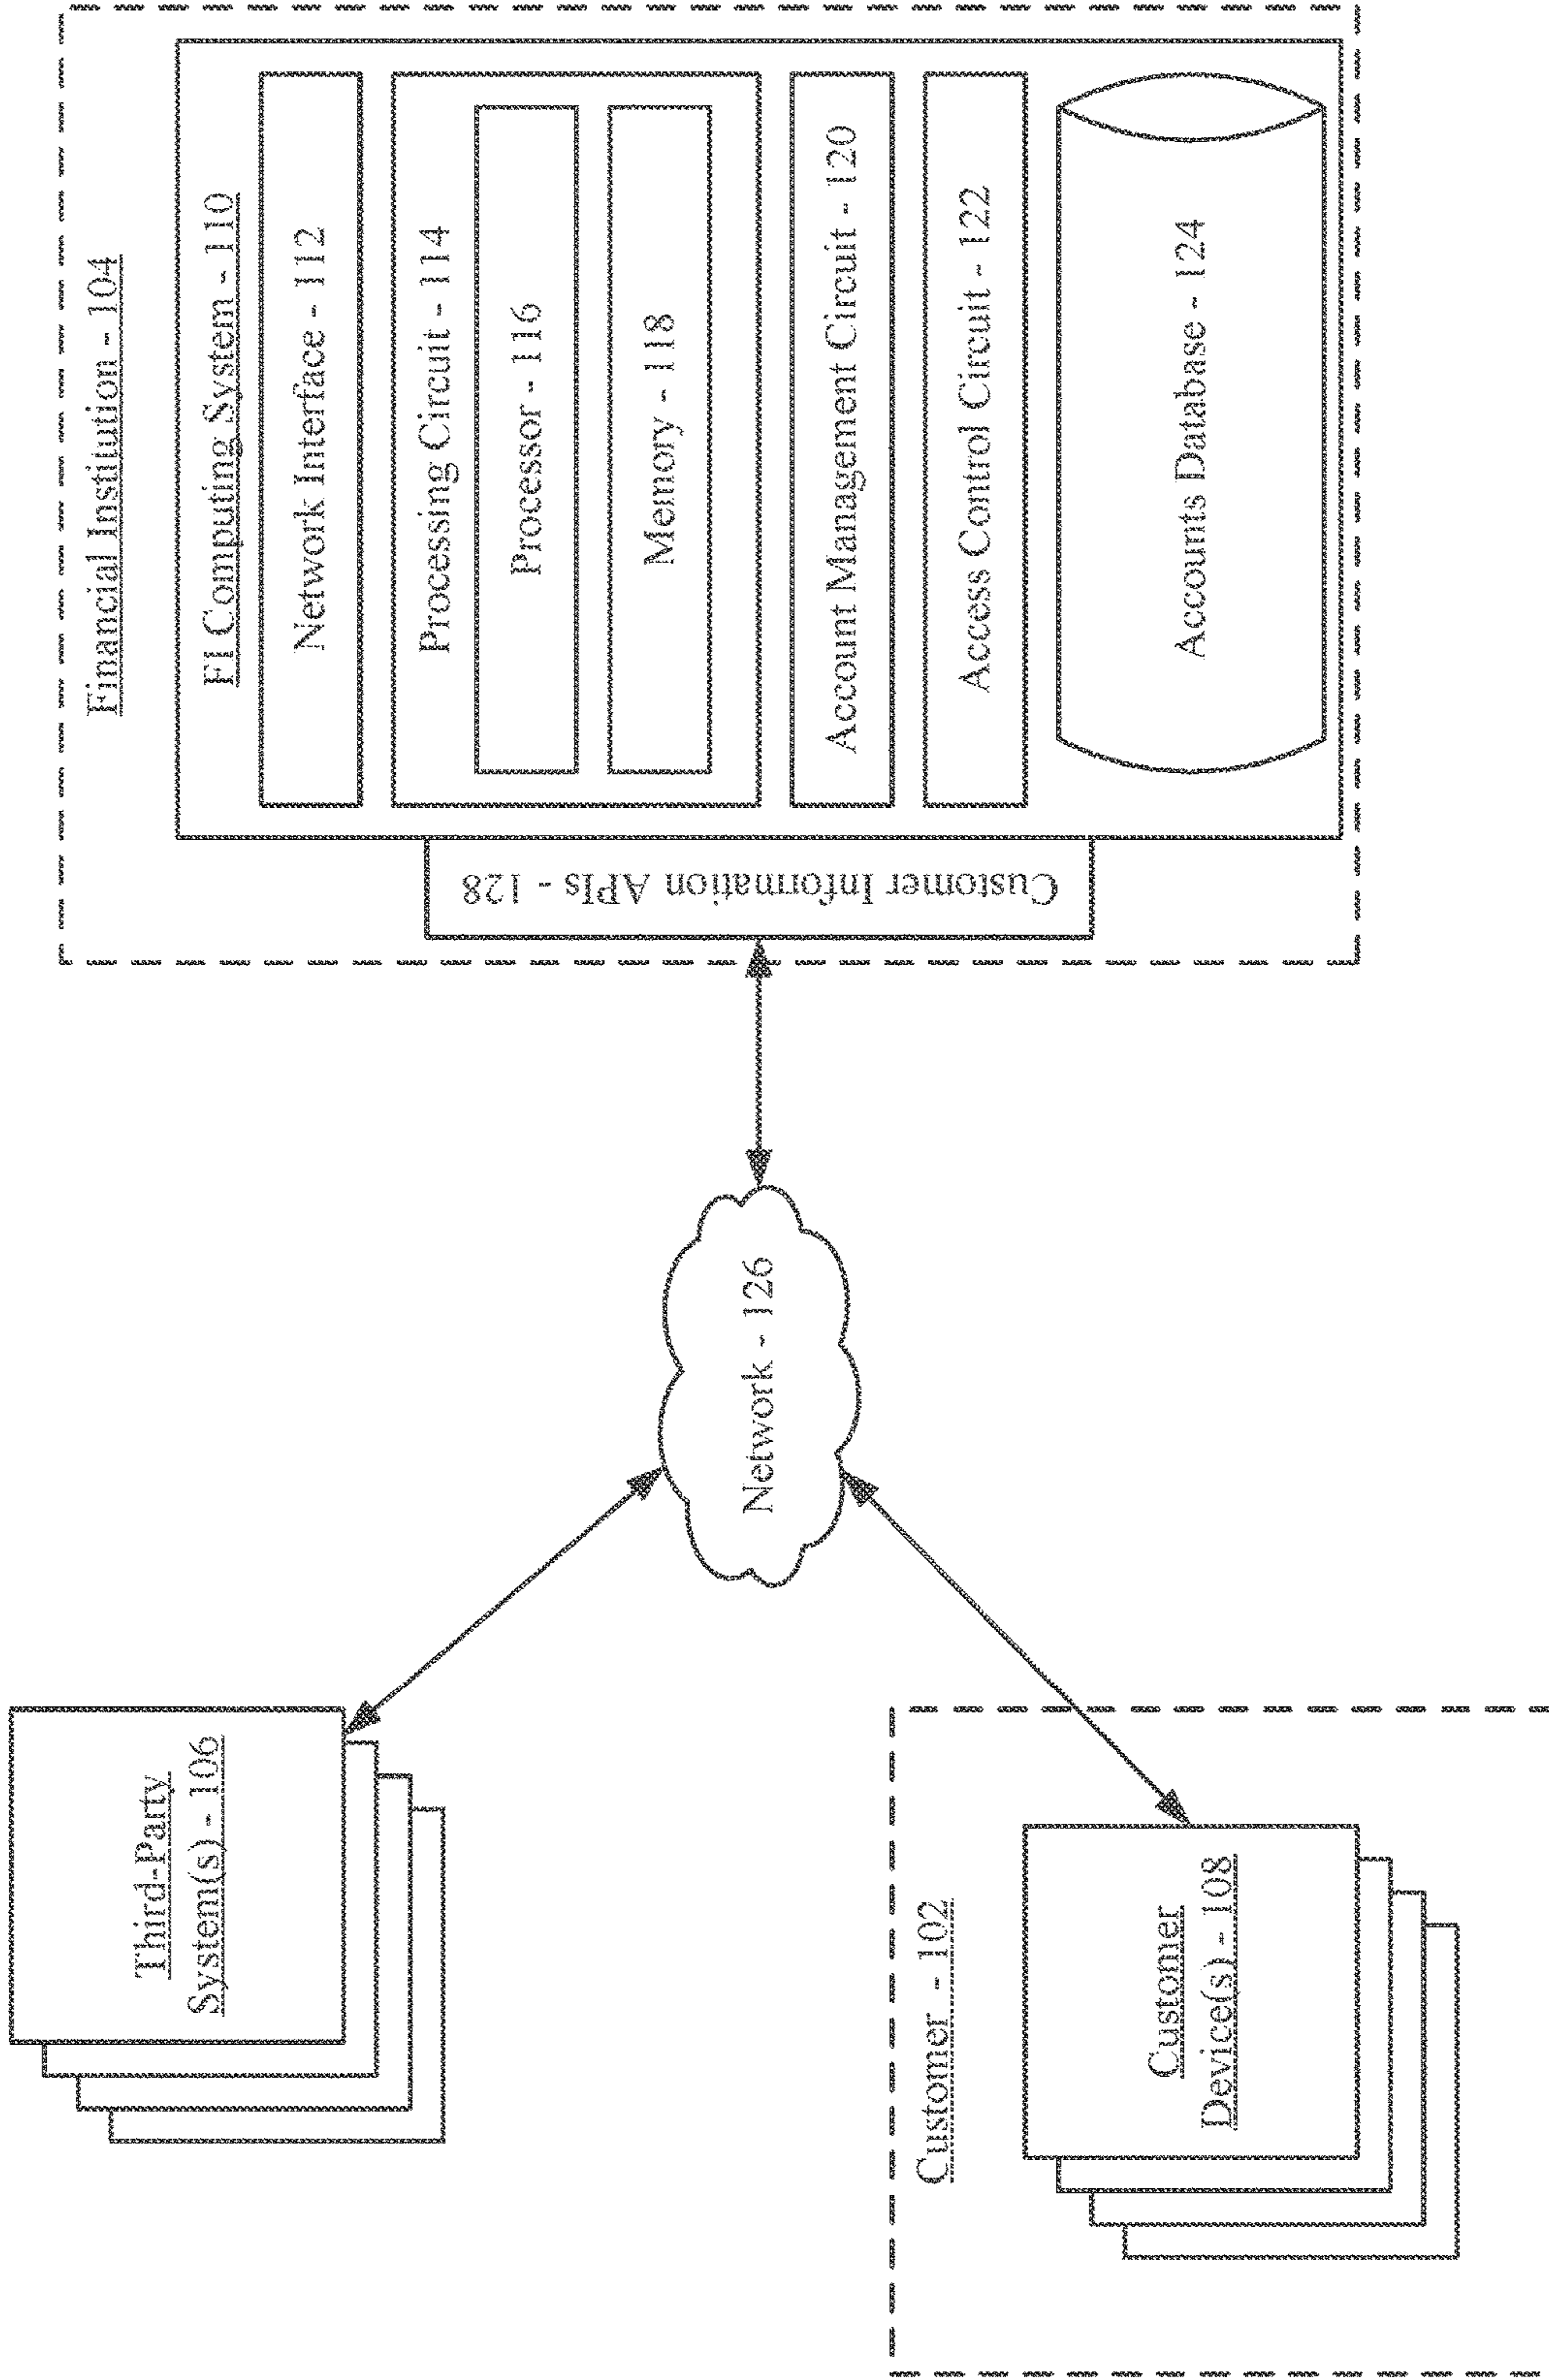 Third-Party
System(s) - 106
Customer - 102
Customer
Device(s) - 108
Network - 126
Financial Institution - 104
Customer Information APIs - 128
FI Computing System - 110
Network Interface - 112
Processing Circuit - 114
Processor - 116
Memory - 118
Account Management Circuit - 120
Access Control Circuit - 122
Accounts Database - 124